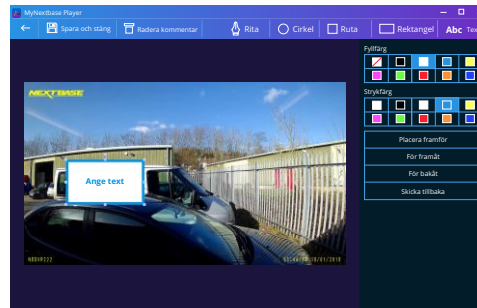 MyNextbase Player
Spara och stäng
Radera kommentar
Rita
Cirkel
Ruta
Rektangel
Abc Tex
Fyllfärg
Strykfärg
Placera framför
För framåt
För bakåt
Skicka tillbaka
NEXTBASE
Ange text